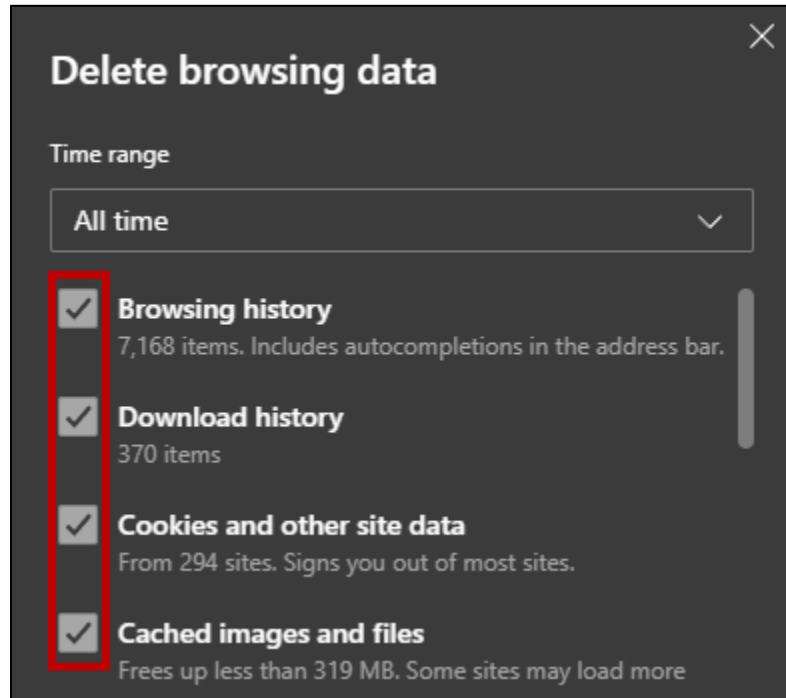 Delete browsing data
Time range
All time
Browsing history
7,168 items. Includes autocompletions in the address bar.
Download history
370 items
Cookies and other site data
From 294 sites. Signs you out of most sites.
Cached images and files
Frees up less than 319 MB. Some sites may load more